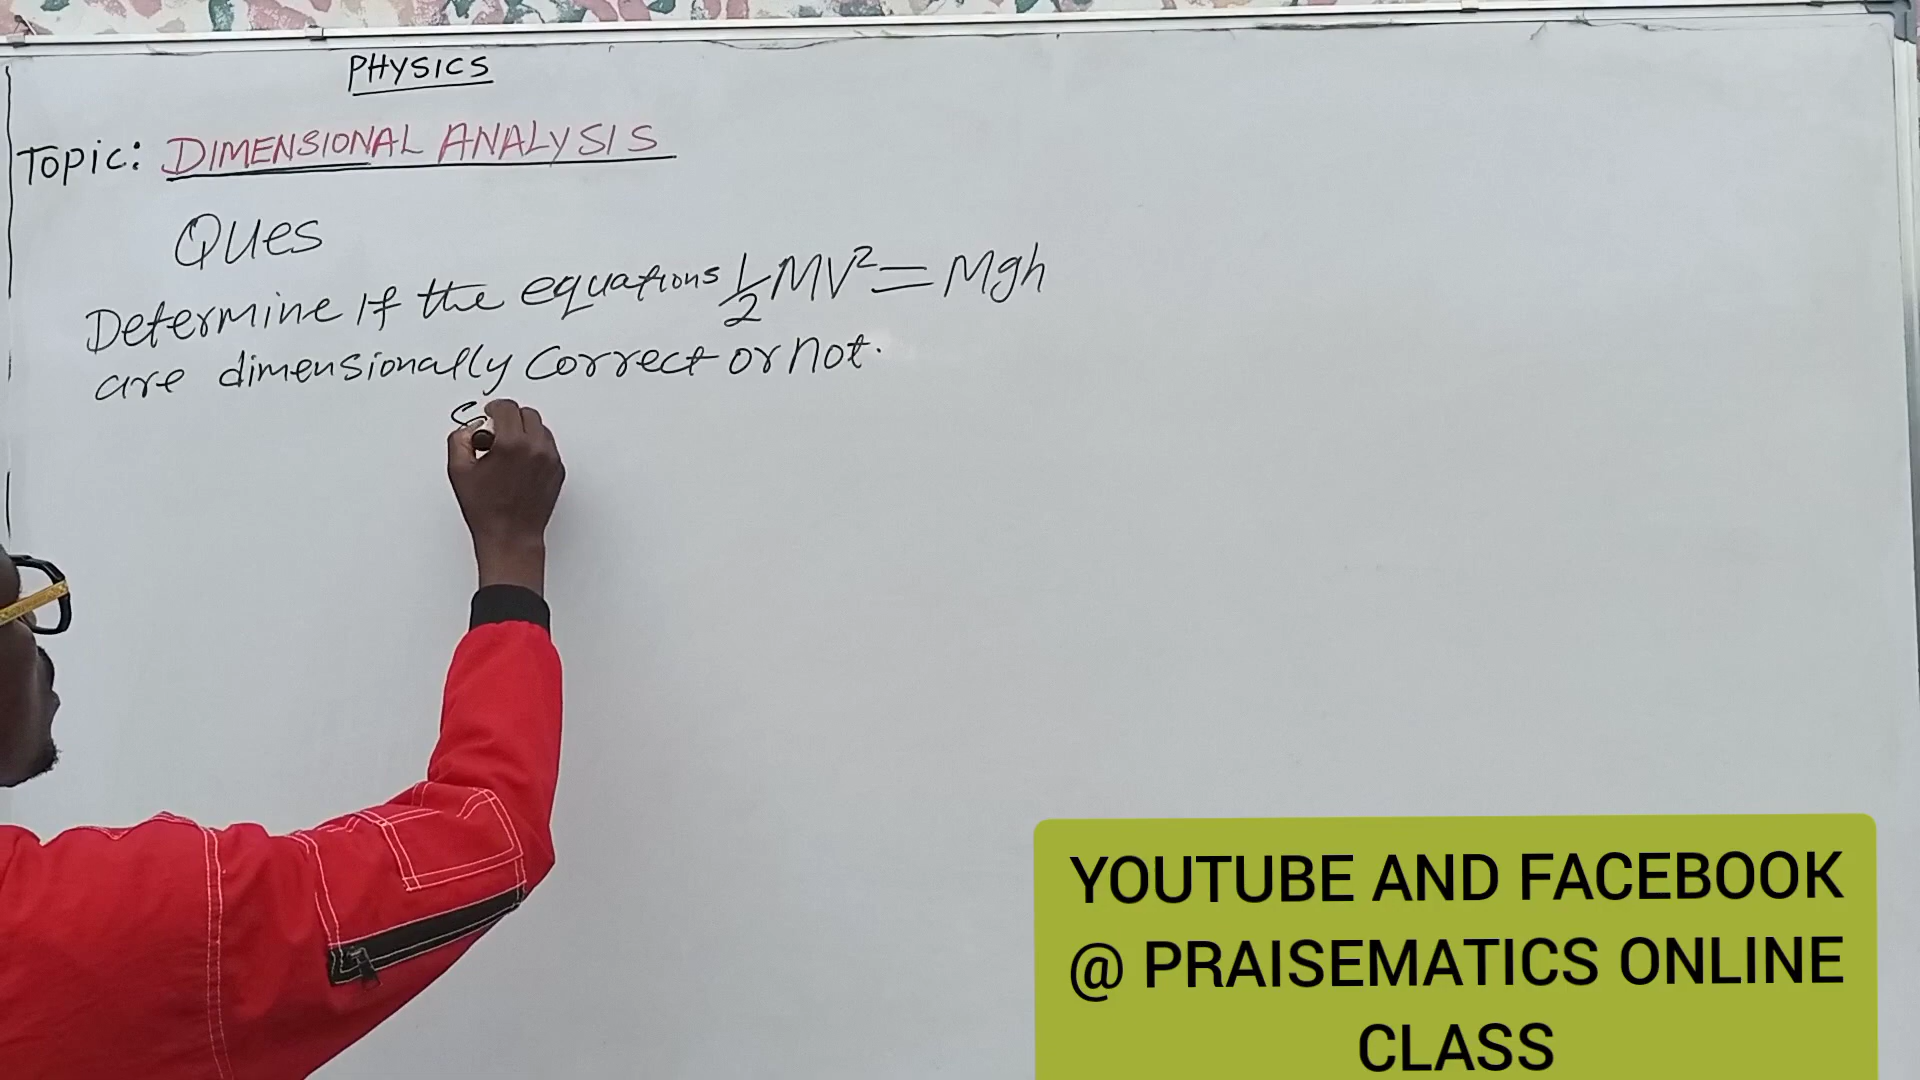 PHYSICS
Topic: DIMENSIONAL ANALYSIS
Ques
Determine If the equations 1/2 MV² = Mgh
are dimensionally Correct or not.
S
YOUTUBE AND FACEBOOK
@ PRAISEMATICS ONLINE
CLASS